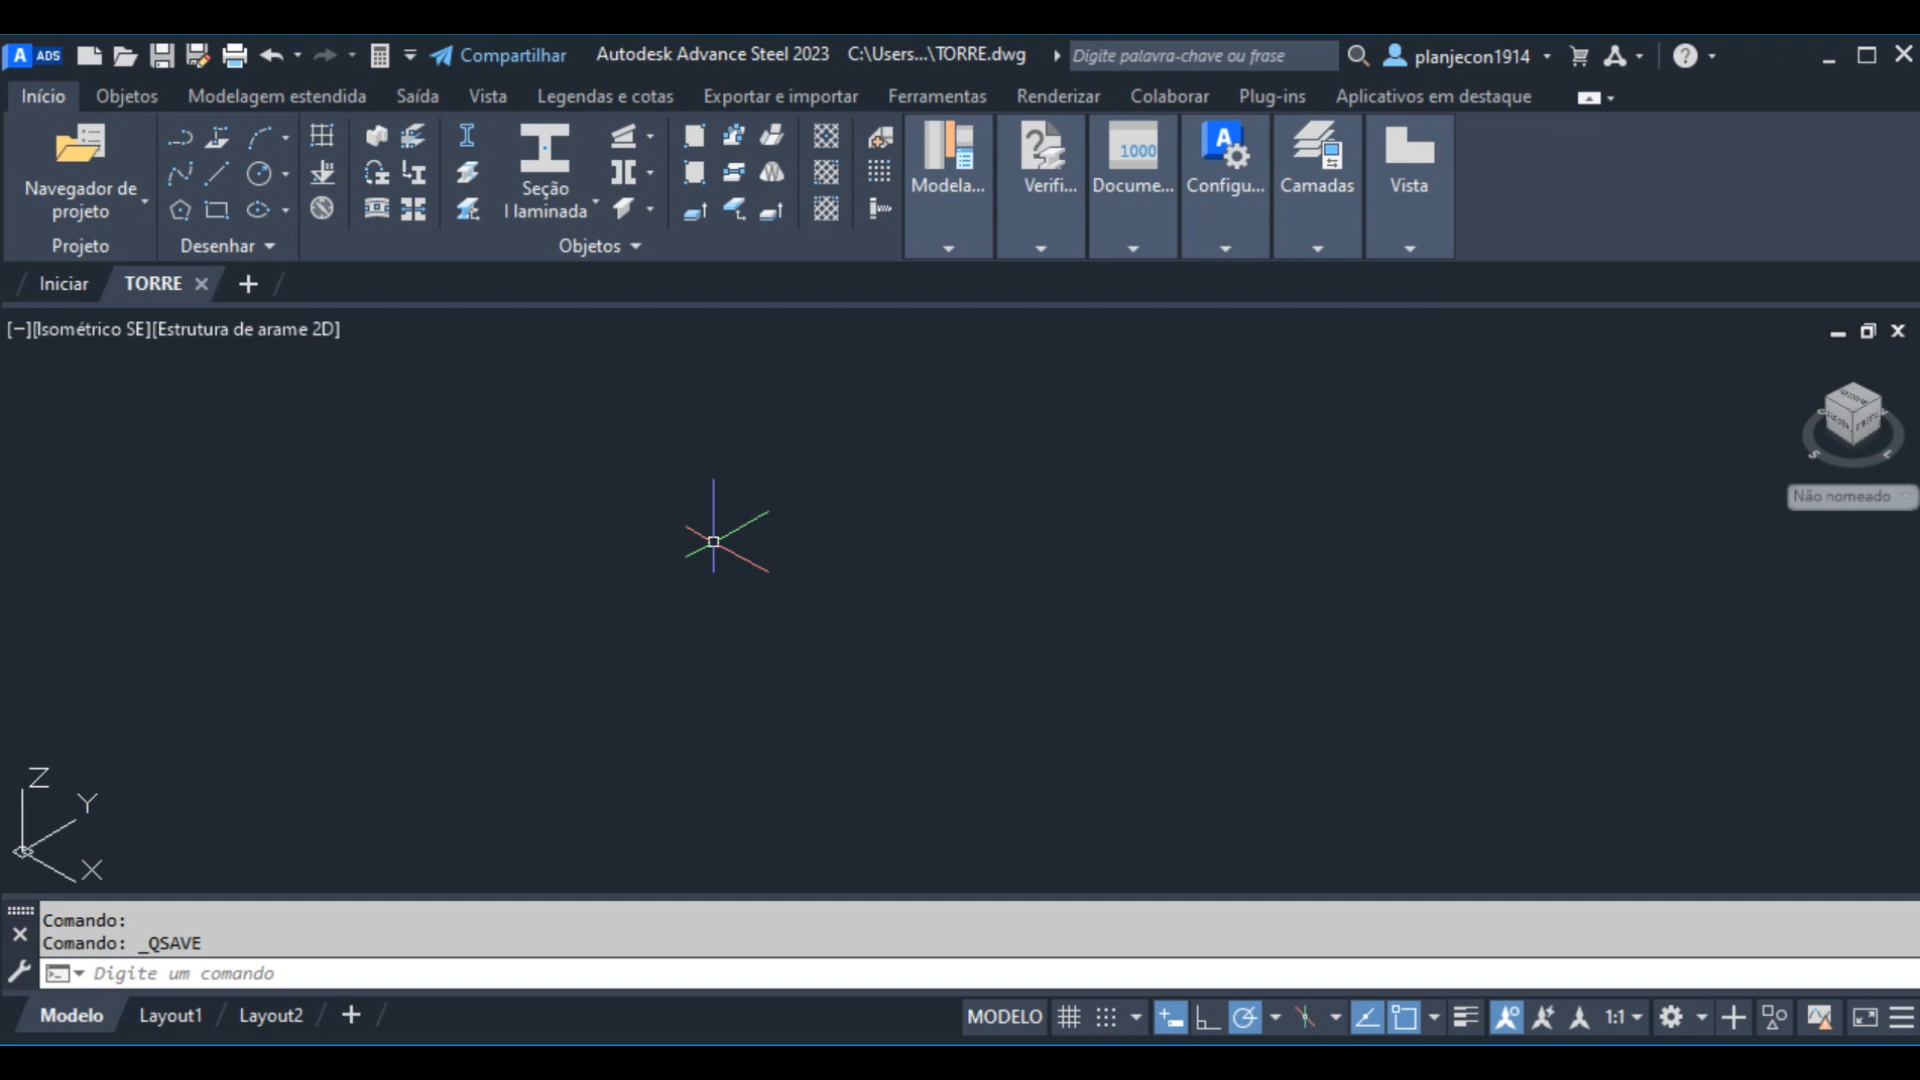 A ADS Compartilhar Autodesk Advance Steel 2023 C:\Users...\TORRE.dwg Digite palavra-chave ou frase planjecon1914 ?
Início Objetos Modelagem estendida Saída Vista Legendas e cotas Exportar e importar Ferramentas Renderizar Colaborar Plug-ins Aplicativos em destaque
Navegador de projeto
Seção I laminada
Modela... Verifi... Docume... Configu... Camadas Vista
1000
Projeto Desenhar Objetos
Iniciar TORRE +
[−][Isométrico SE][Estrutura de arame 2D]
Não nomeado
Z
Y
X
Comando:
Comando: _QSAVE
Digite um comando
Modelo Layout1 Layout2 + MODELO 1:1